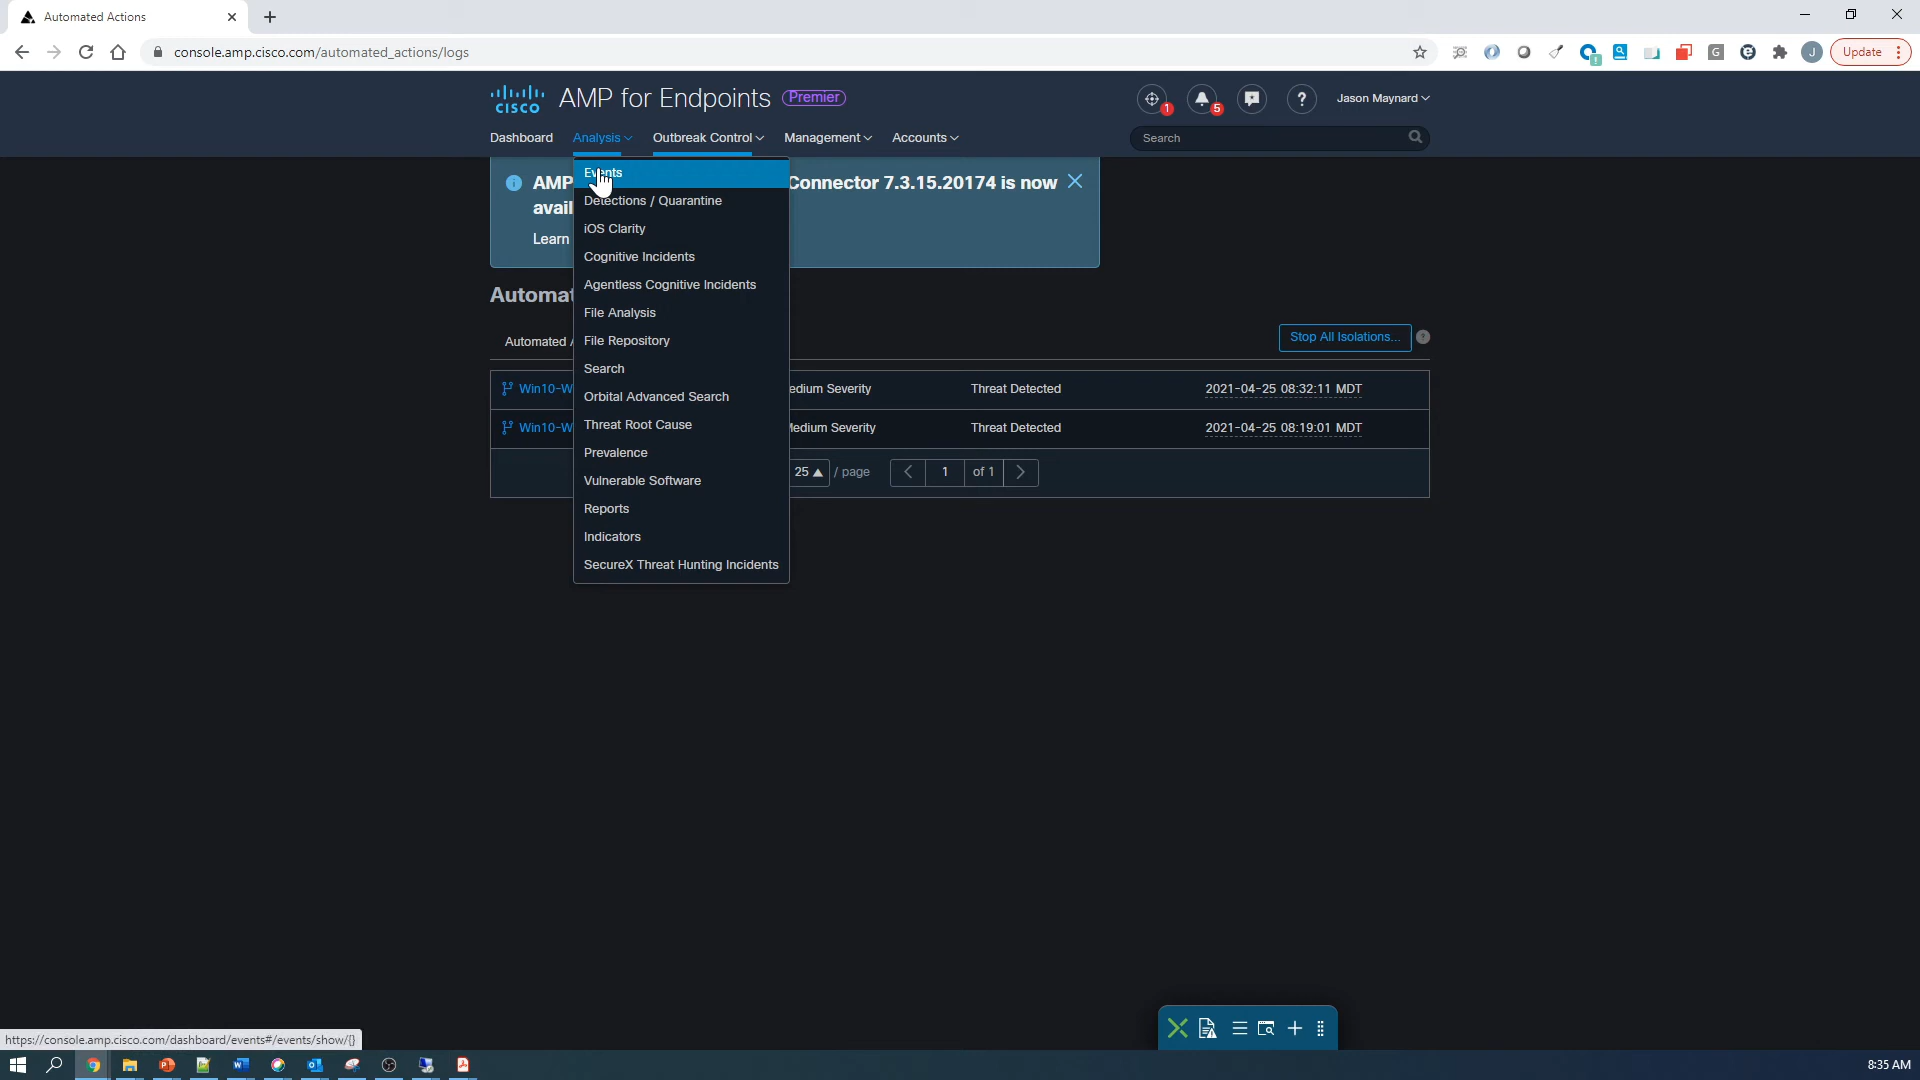 Automated Actions
console.amp.cisco.com/automated_actions/logs
G
J
Update
cisco
AMP for Endpoints
Premier
1
5
?
Jason Maynard
Dashboard
Analysis
Outbreak Control
Management
Accounts
Search
Events
Detections / Quarantine
iOS Clarity
Cognitive Incidents
Agentless Cognitive Incidents
File Analysis
File Repository
Search
Orbital Advanced Search
Threat Root Cause
Prevalence
Vulnerable Software
Reports
Indicators
SecureX Threat Hunting Incidents
AMP
Connector 7.3.15.20174 is now
Learn
Automated
Stop All Isolations...
?
Win10-W
Medium Severity
Threat Detected
2021-04-25 08:32:11 MDT
Win10-W
Medium Severity
Threat Detected
2021-04-25 08:19:01 MDT
25 / page
1
of 1
https://console.amp.cisco.com/dashboard/events#/events/show/{}
8:35 AM